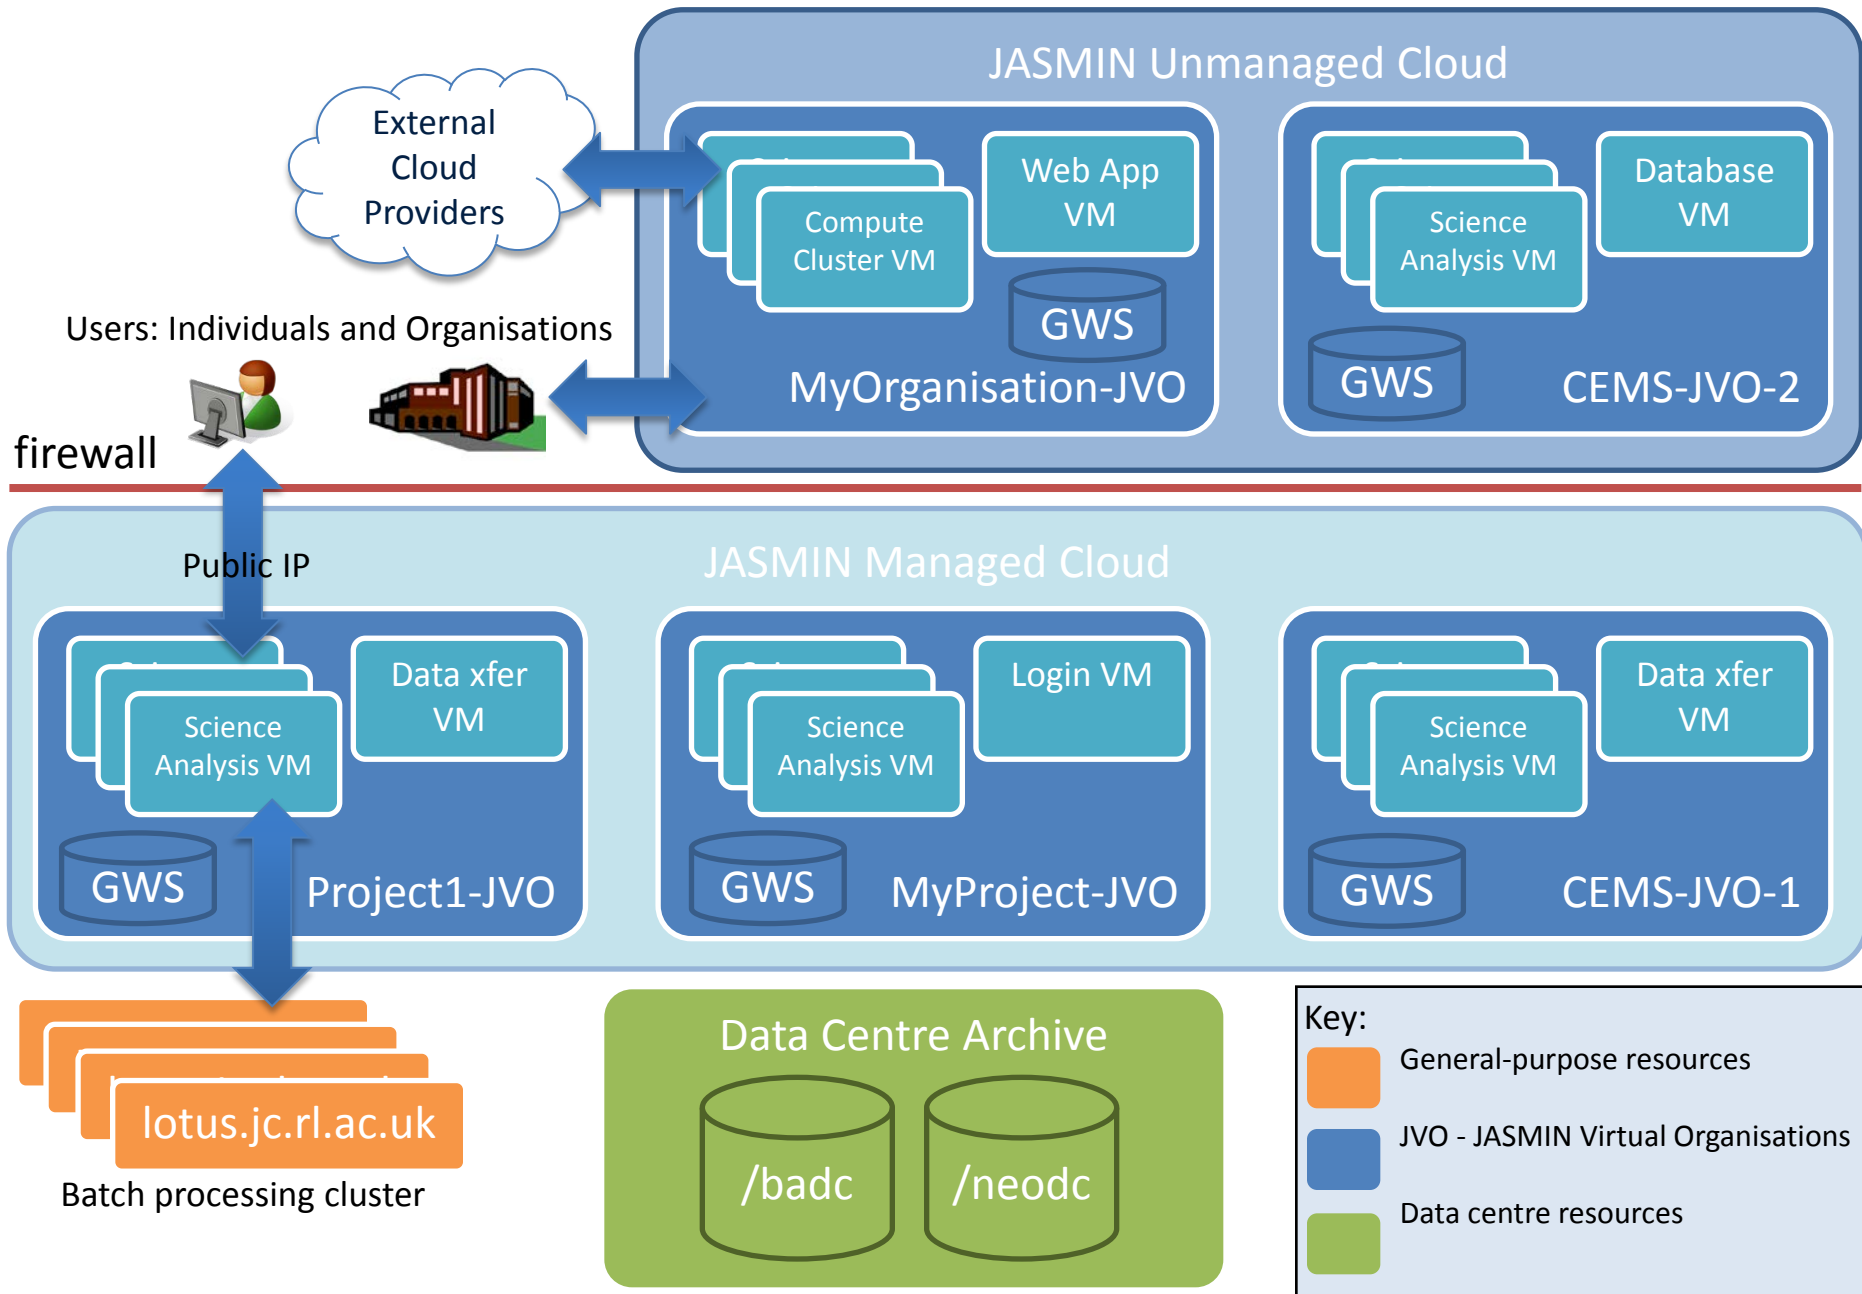 JASMIN Unmanaged Cloud
External
Cloud
Providers
Compute
Cluster VM
Web App
VM
GWS
MyOrganisation-JVO
Science
Analysis VM
Database
VM
GWS
CEMS-JVO-2
Users: Individuals and Organisations
firewall
Public IP
JASMIN Managed Cloud
Science
Analysis VM
Data xfer
VM
GWS
Project1-JVO
Science
Analysis VM
Login VM
GWS
MyProject-JVO
Science
Analysis VM
Data xfer
VM
GWS
CEMS-JVO-1
lotus.jc.rl.ac.uk
Batch processing cluster
Data Centre Archive
/badc
/neodc
Key:
General-purpose resources
JVO - JASMIN Virtual Organisations
Data centre resources